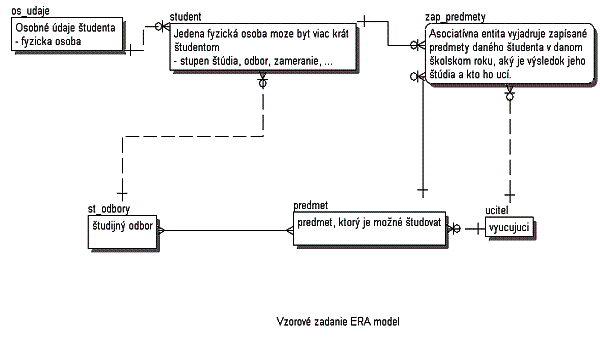 os_udaje
Osobné údaje študenta
- fyzicka osoba
student
Jedena fyzická osoba moze byt viac krát
študentom
- stupen štúdia, odbor, zameranie, ...
zap_predmety
Asociatívna entita vyjadruje zapísané
predmety daného študenta v danom
školskom roku, aký je výsledok jeho
štúdia a kto ho ucí.
st_odbory
študijný odbor
predmet
predmet, ktorý je možné študovat
ucitel
vyucujuci
Vzorové zadanie ERA model